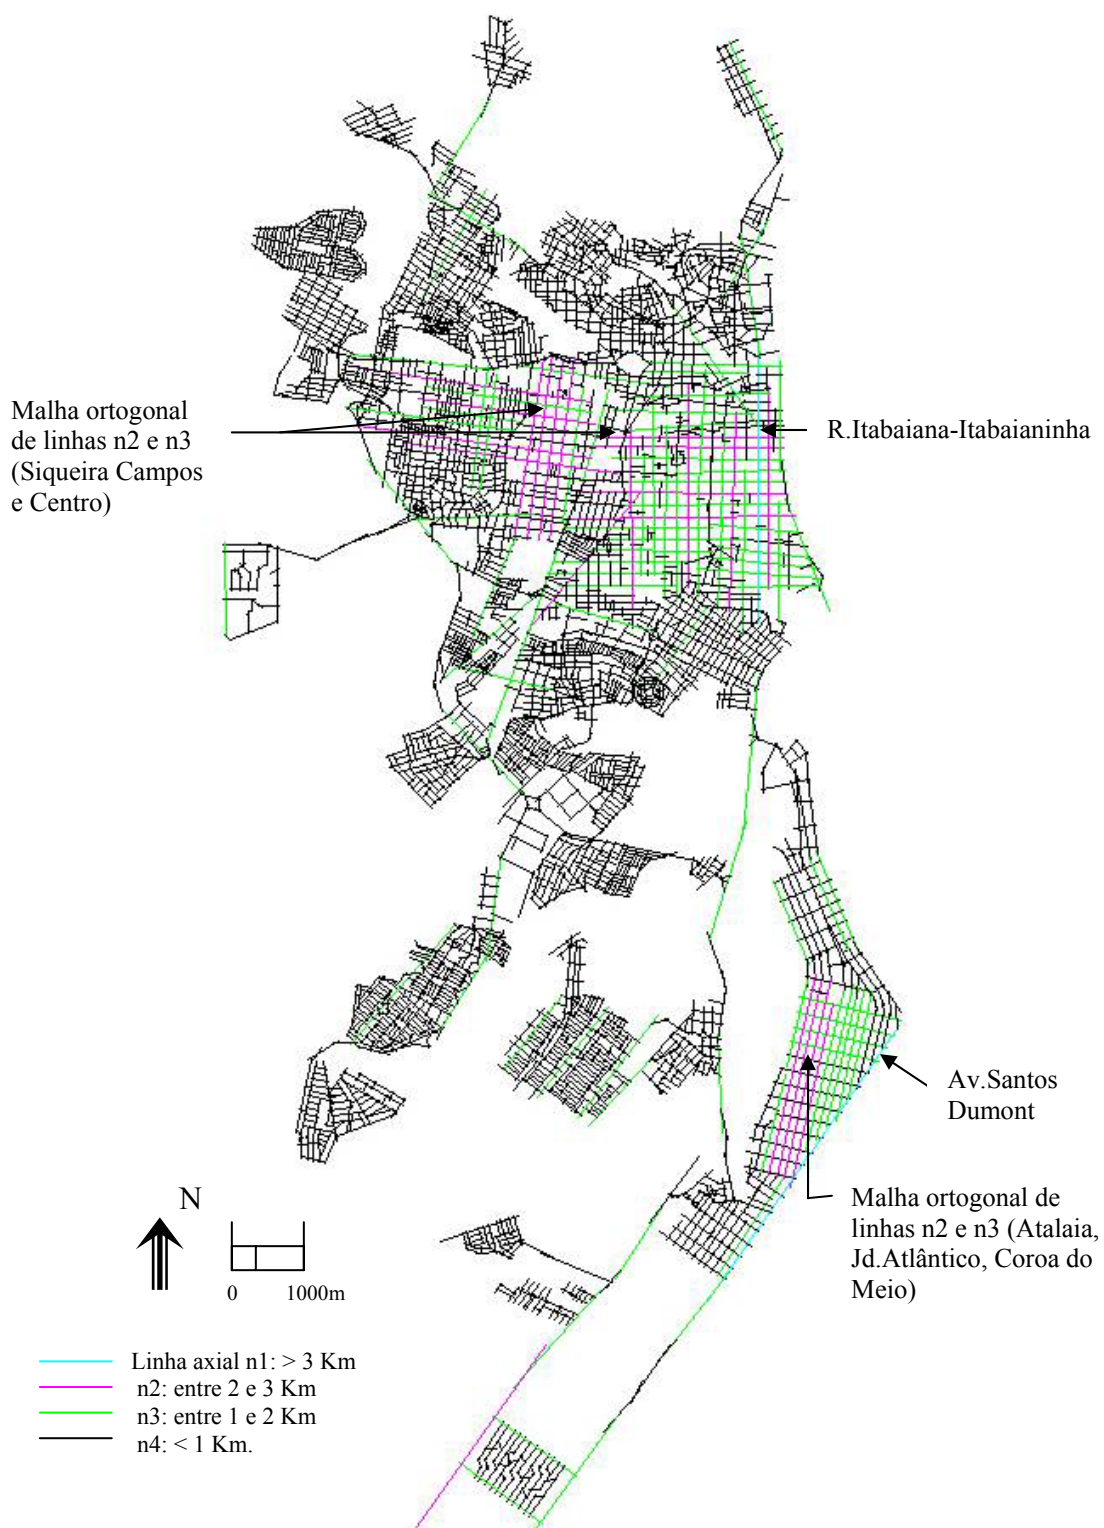 Malha ortogonal
de linhas n2 e n3
(Siqueira Campos
e Centro)
R.Itabaiana-Itabaianinha
Av.Santos
Dumont
Malha ortogonal de
linhas n2 e n3 (Atalaia,
Jd.Atlântico, Coroa do
Meio)
N
0 1000m
Linha axial n1: > 3 Km
n2: entre 2 e 3 Km
n3: entre 1 e 2 Km
n4: < 1 Km.